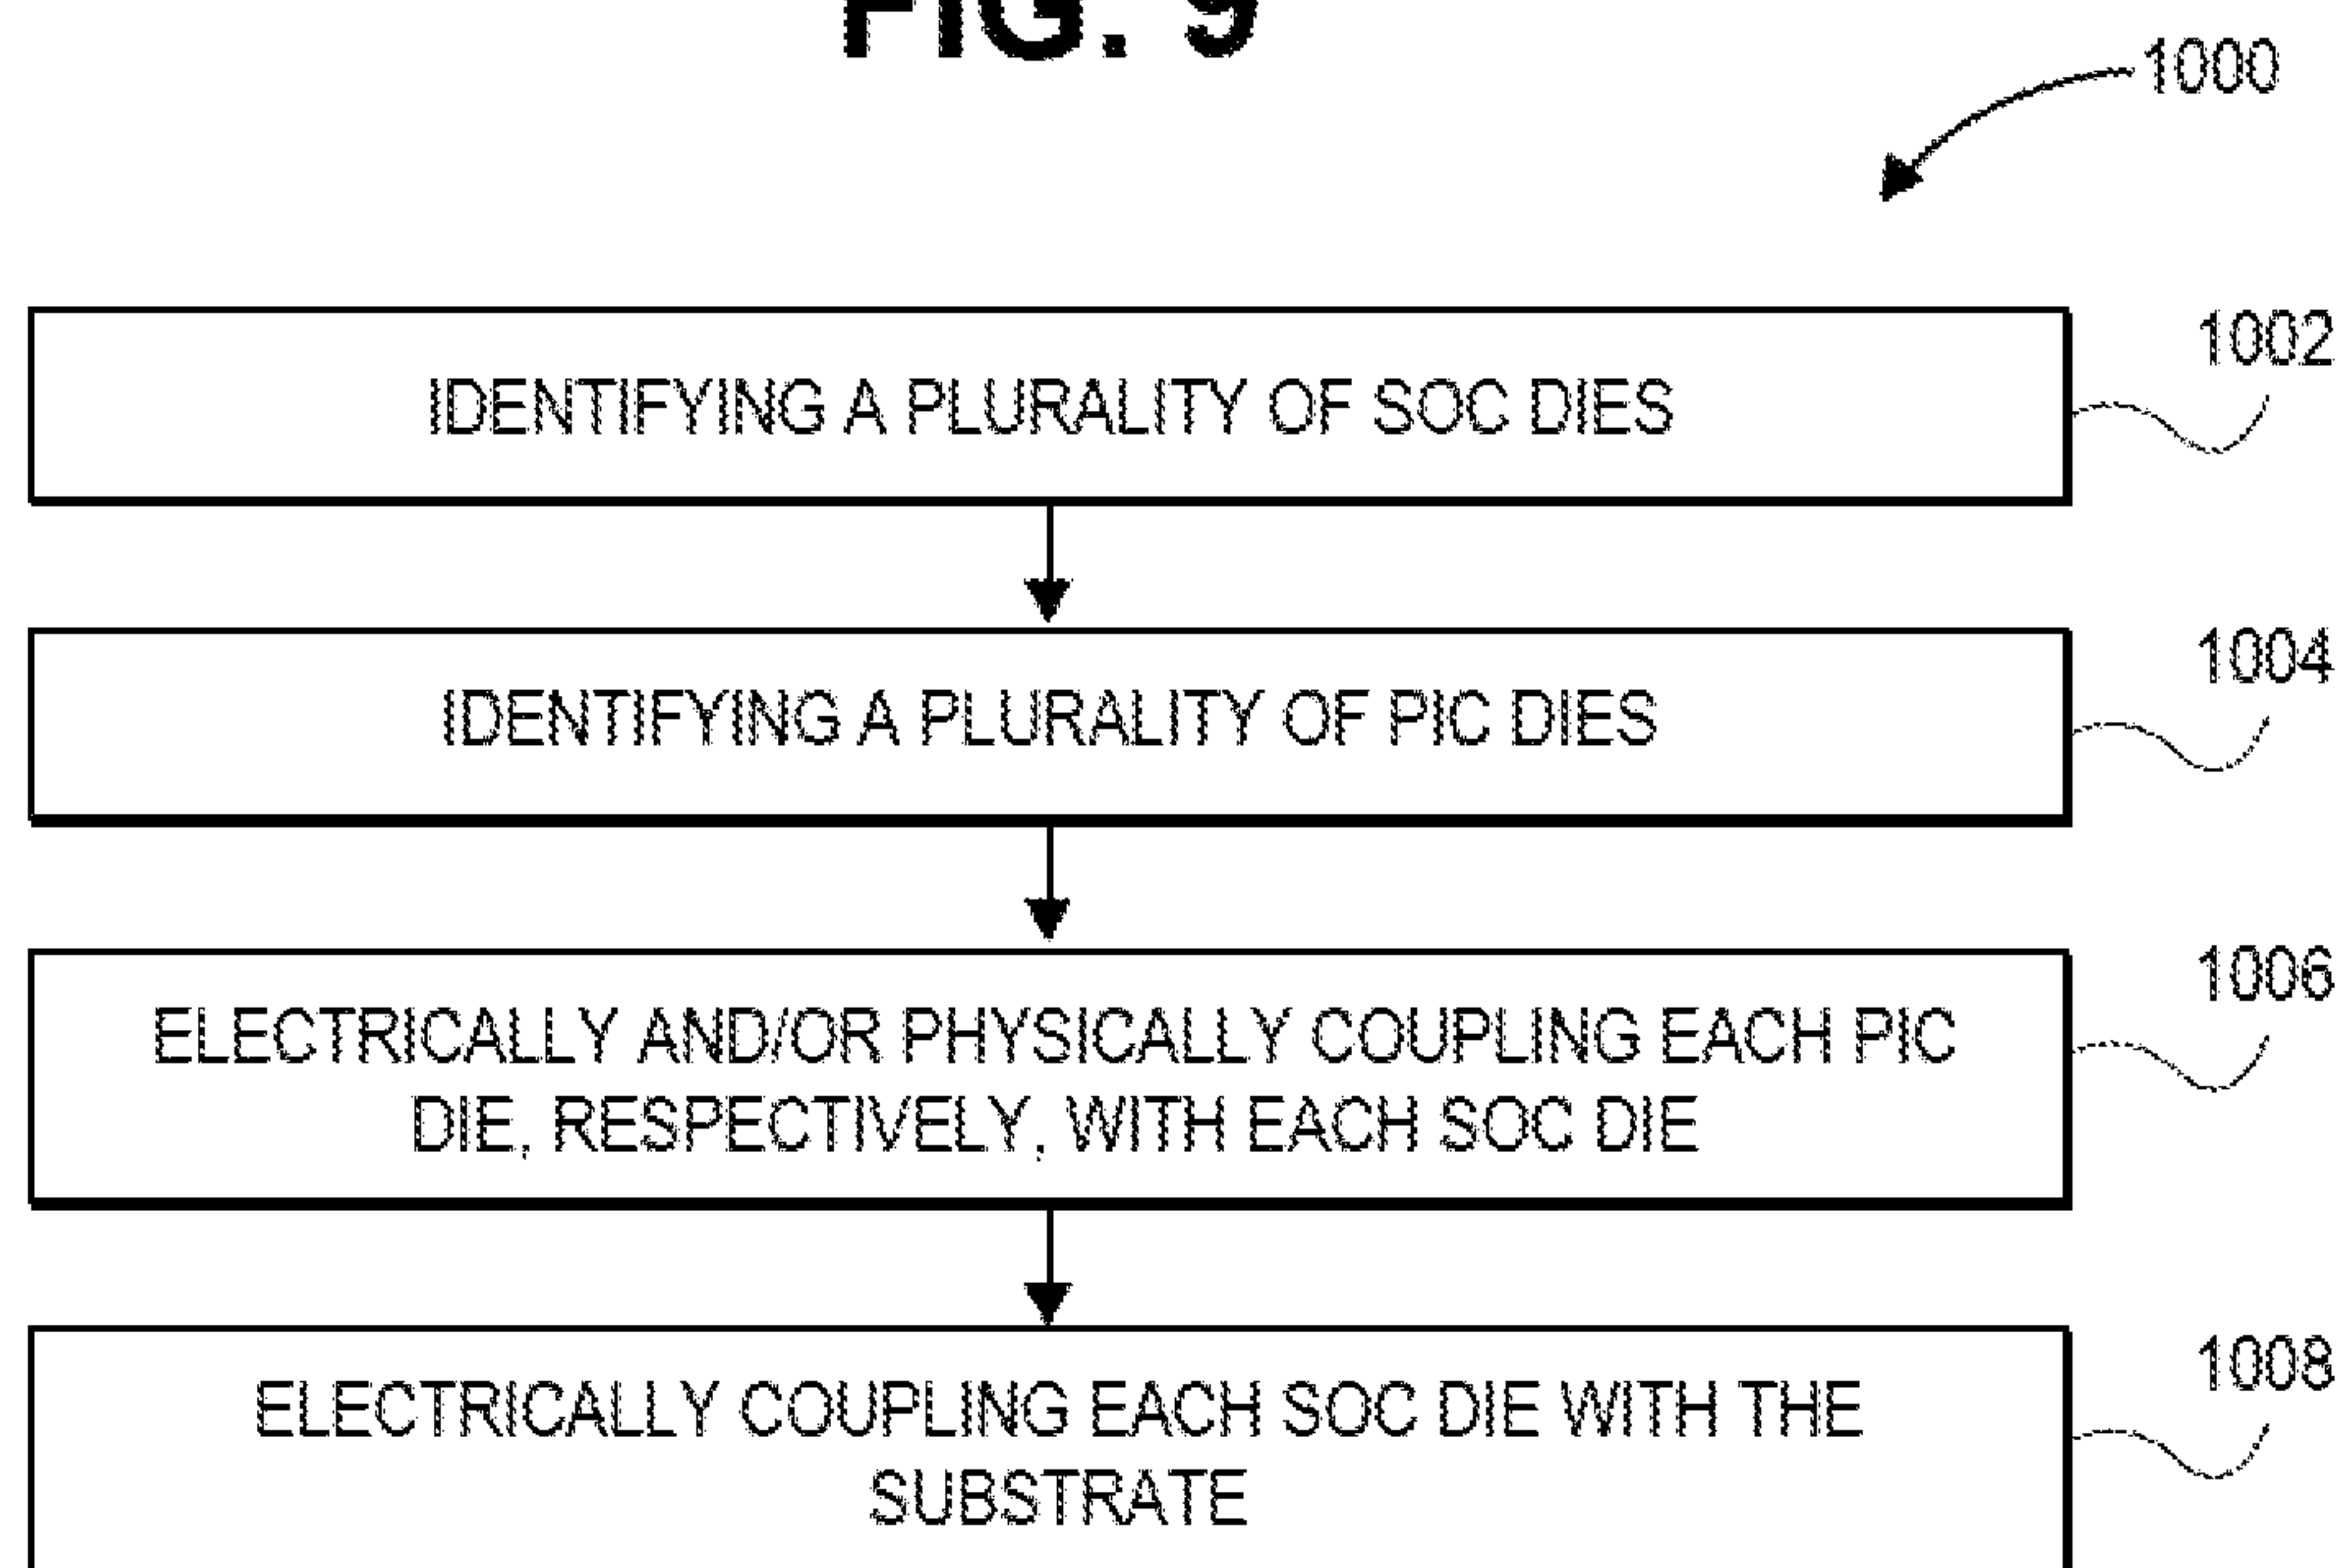 FIG. 9
1000
1002
IDENTIFYING A PLURALITY OF SOC DIES
1004
IDENTIFYING A PLURALITY OF PIC DIES
1006
ELECTRICALLY AND/OR PHYSICALLY COUPLING EACH PIC
DIE, RESPECTIVELY, WITH EACH SOC DIE
1008
ELECTRICALLY COUPLING EACH SOC DIE WITH THE
SUBSTRATE